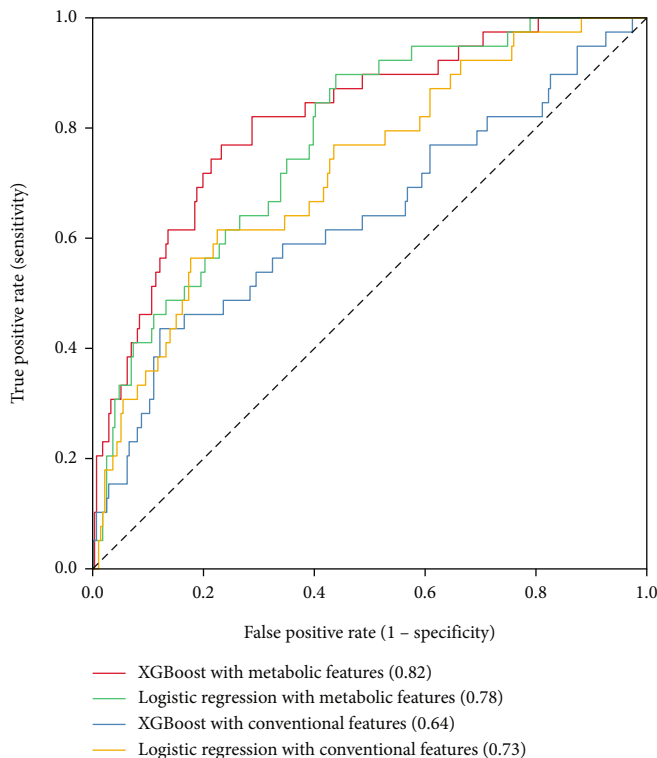 1.0
0.8
0.6
0.4
0.2
0.0
True positive rate (sensitivity)
0.0 0.2 0.4 0.6 0.8 1.0
False positive rate (1 – specificity)
XGBoost with metabolic features (0.82)
Logistic regression with metabolic features (0.78)
XGBoost with conventional features (0.64)
Logistic regression with conventional features (0.73)